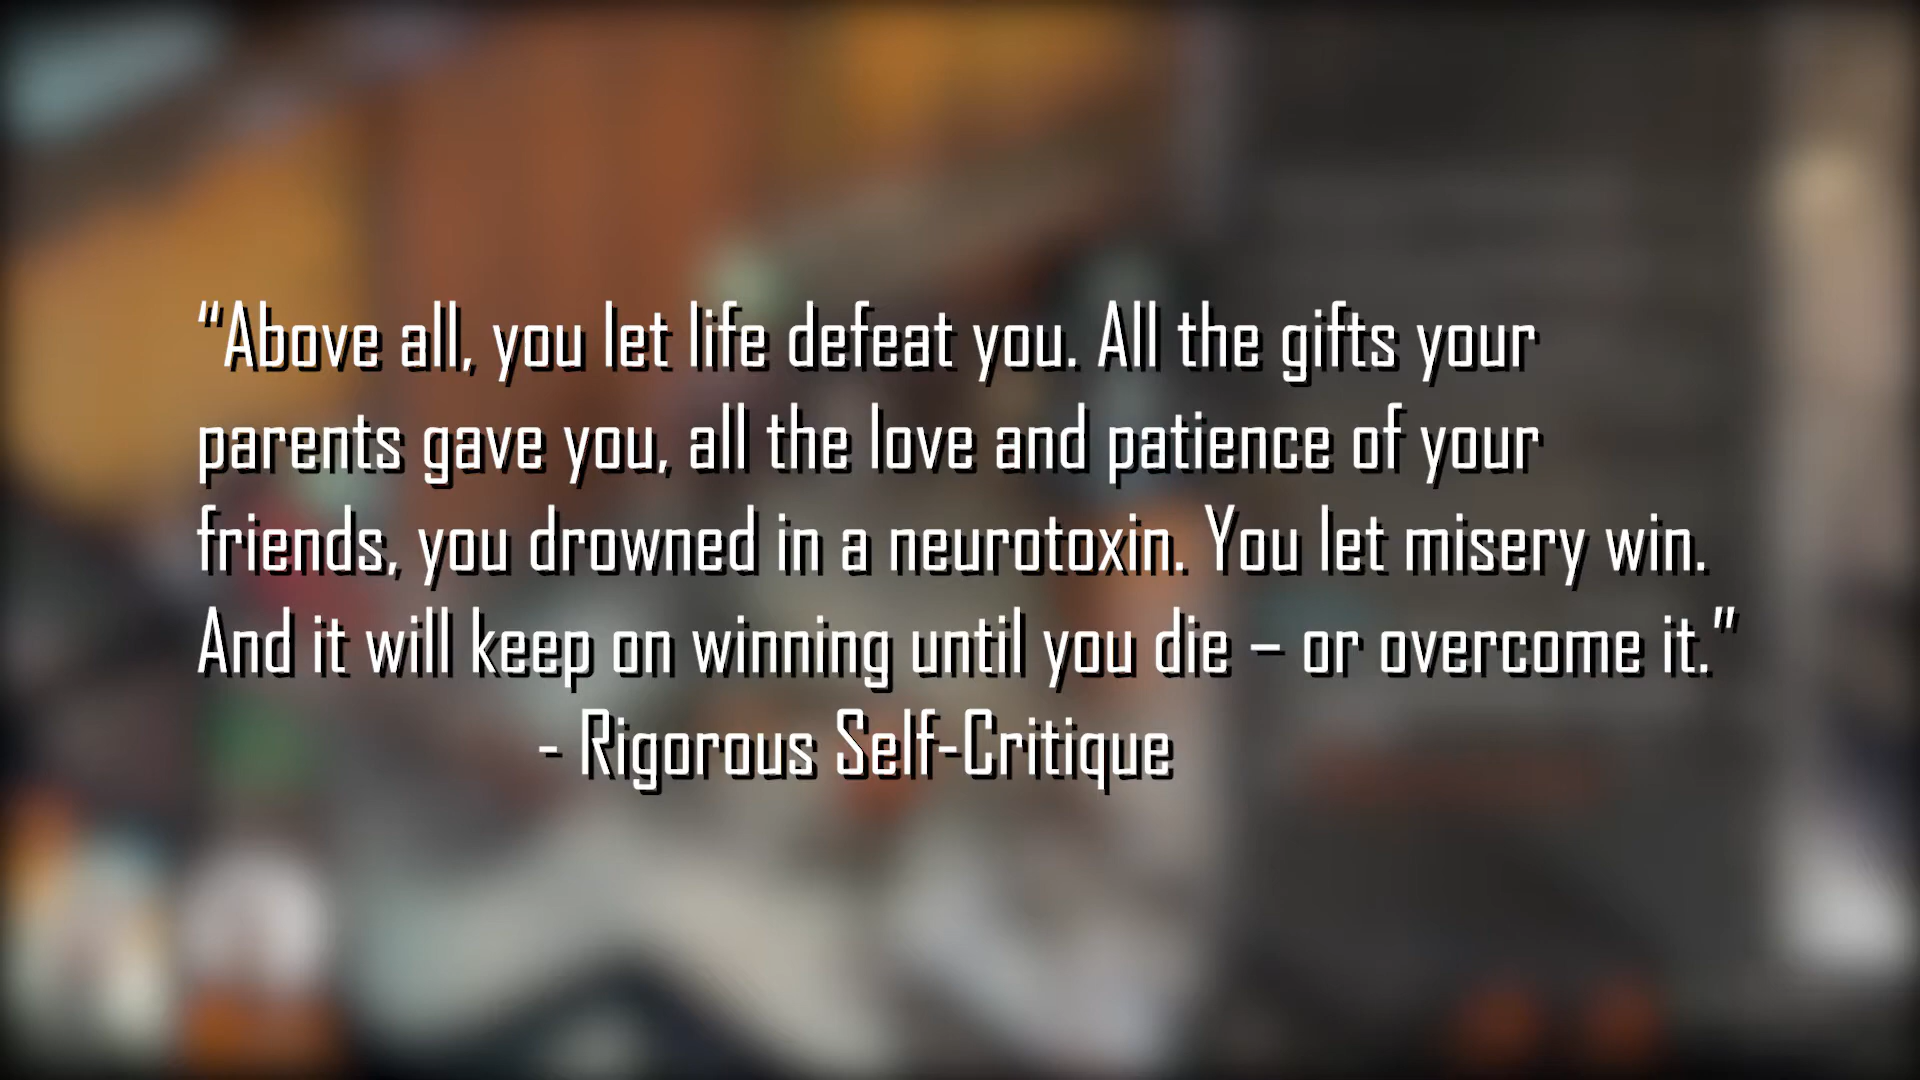 “Above all, you let life defeat you. All the gifts your
parents gave you, all the love and patience of your
friends, you drowned in a neurotoxin. You let misery win.
And it will keep on winning until you die – or overcome it.”
- Rigorous Self-Critique